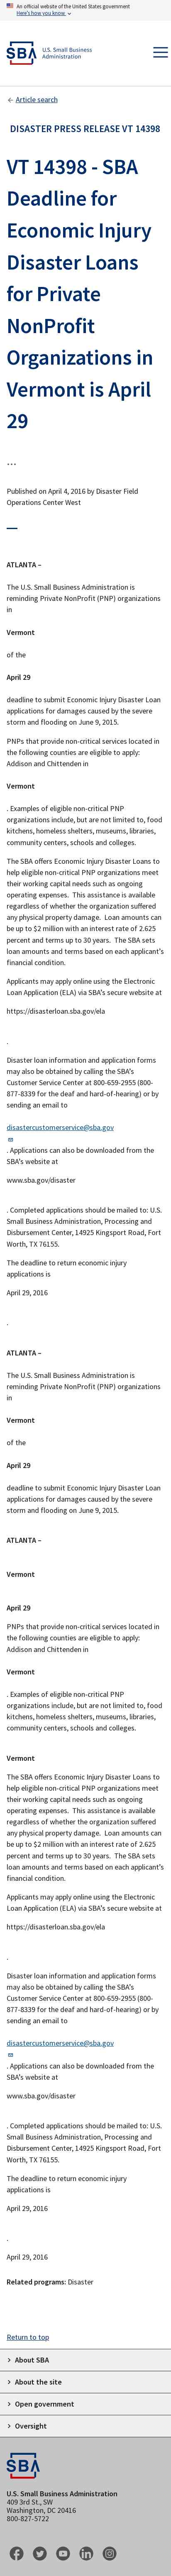 An official website of the United States government
Here's how you know
SBA
U.S. Small Business
Administration
Article search
DISASTER PRESS RELEASE VT 14398
VT 14398 - SBA
Deadline for
Economic Injury
Disaster Loans
for Private
NonProfit
Organizations in
Vermont is April
29
...
Published on April 4, 2016 by Disaster Field
Operations Center West
ATLANTA –
The U.S. Small Business Administration is
reminding Private NonProfit (PNP) organizations
in
Vermont
of the
April 29
deadline to submit Economic Injury Disaster Loan
applications for damages caused by the severe
storm and flooding on June 9, 2015.
PNPs that provide non-critical services located in
the following counties are eligible to apply:
Addison and Chittenden in
Vermont
. Examples of eligible non-critical PNP
organizations include, but are not limited to, food
kitchens, homeless shelters, museums, libraries,
community centers, schools and colleges.
The SBA offers Economic Injury Disaster Loans to
help eligible non-critical PNP organizations meet
their working capital needs such as ongoing
operating expenses.  This assistance is available
regardless of whether the organization suffered
any physical property damage.  Loan amounts can
be up to $2 million with an interest rate of 2.625
percent and terms up to 30 years.  The SBA sets
loan amounts and terms based on each applicant's
financial condition.
Applicants may apply online using the Electronic
Loan Application (ELA) via SBA's secure website at
https://disasterloan.sba.gov/ela
.
Disaster loan information and application forms
may also be obtained by calling the SBA's
Customer Service Center at 800-659-2955 (800-
877-8339 for the deaf and hard-of-hearing) or by
sending an email to
disastercustomerservice@sba.gov
. Applications can also be downloaded from the
SBA's website at
www.sba.gov/disaster
. Completed applications should be mailed to: U.S.
Small Business Administration, Processing and
Disbursement Center, 14925 Kingsport Road, Fort
Worth, TX 76155.
The deadline to return economic injury
applications is
April 29, 2016
.
ATLANTA –
The U.S. Small Business Administration is
reminding Private NonProfit (PNP) organizations
in
Vermont
of the
April 29
deadline to submit Economic Injury Disaster Loan
applications for damages caused by the severe
storm and flooding on June 9, 2015.
ATLANTA –
Vermont
April 29
PNPs that provide non-critical services located in
the following counties are eligible to apply:
Addison and Chittenden in
Vermont
. Examples of eligible non-critical PNP
organizations include, but are not limited to, food
kitchens, homeless shelters, museums, libraries,
community centers, schools and colleges.
Vermont
The SBA offers Economic Injury Disaster Loans to
help eligible non-critical PNP organizations meet
their working capital needs such as ongoing
operating expenses.  This assistance is available
regardless of whether the organization suffered
any physical property damage.  Loan amounts can
be up to $2 million with an interest rate of 2.625
percent and terms up to 30 years.  The SBA sets
loan amounts and terms based on each applicant's
financial condition.
Applicants may apply online using the Electronic
Loan Application (ELA) via SBA's secure website at
https://disasterloan.sba.gov/ela
.
Disaster loan information and application forms
may also be obtained by calling the SBA's
Customer Service Center at 800-659-2955 (800-
877-8339 for the deaf and hard-of-hearing) or by
sending an email to
disastercustomerservice@sba.gov
. Applications can also be downloaded from the
SBA's website at
www.sba.gov/disaster
. Completed applications should be mailed to: U.S.
Small Business Administration, Processing and
Disbursement Center, 14925 Kingsport Road, Fort
Worth, TX 76155.
The deadline to return economic injury
applications is
April 29, 2016
.
April 29, 2016
Related programs: Disaster
Return to top
About SBA
About the site
Open government
Oversight
SBA
U.S. Small Business Administration
409 3rd St., SW
Washington, DC 20416
800-827-5722